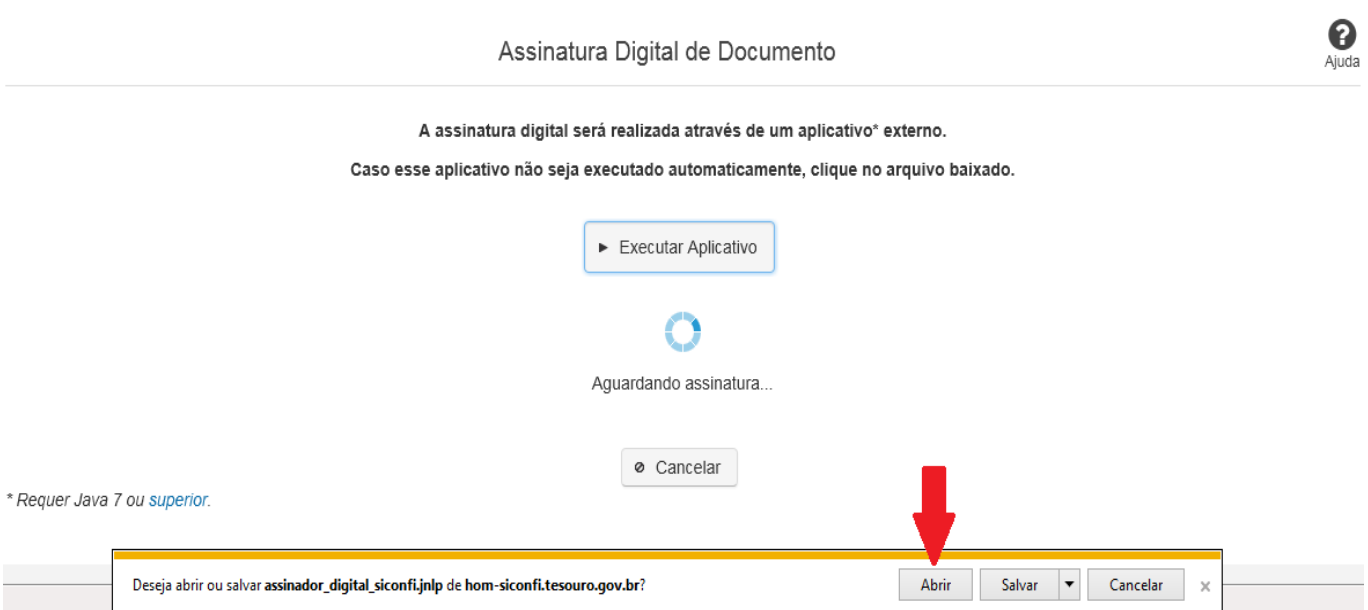 Assinatura Digital de Documento
?
Ajuda
A assinatura digital será realizada através de um aplicativo* externo.
Caso esse aplicativo não seja executado automaticamente, clique no arquivo baixado.
Executar Aplicativo
Aguardando assinatura...
Cancelar
* Requer Java 7 ou superior.
Deseja abrir ou salvar assinador_digital_siconfi.jnlp de hom-siconfi.tesouro.gov.br?
Abrir
Salvar
Cancelar
×